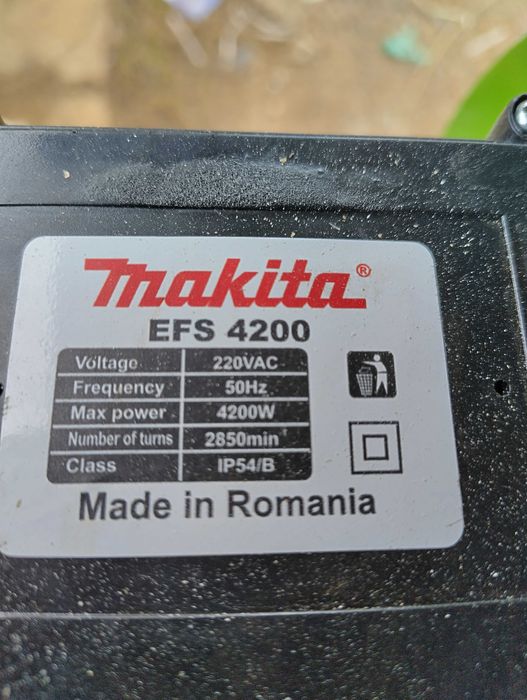 makita®
EFS 4200
Voltage 220VAC
Frequency 50Hz
Max power 4200W
Number of turns 2850min
Class IP54/B
Made in Romania